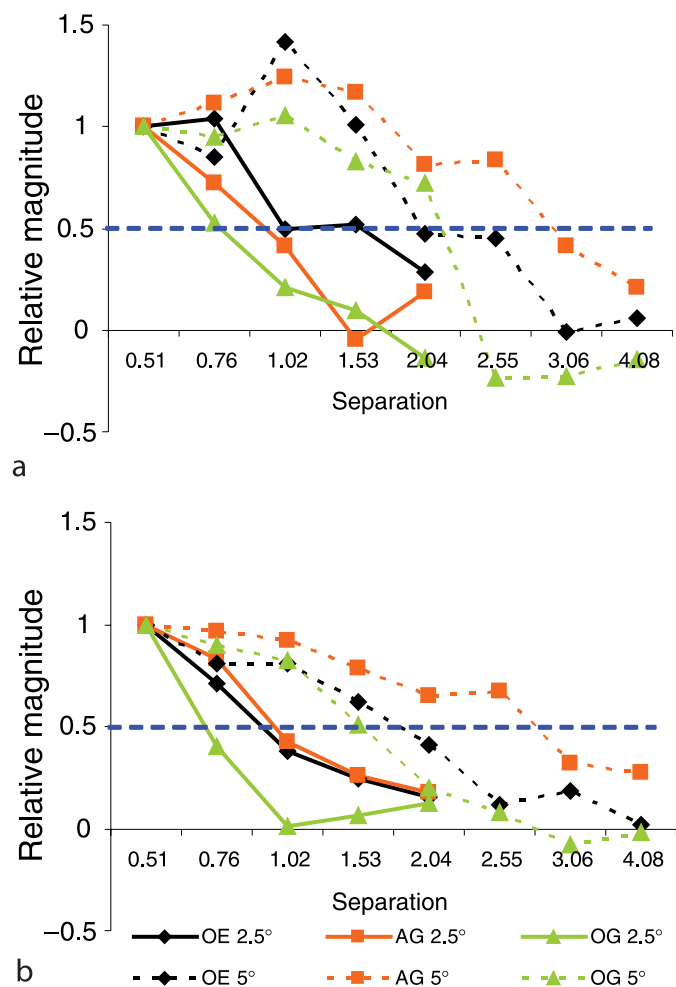 1.5
1
0.5
0
−0.5
Relative magnitude
0.51 0.76 1.02 1.53 2.04 2.55 3.06 4.08
Separation
a
1.5
1
0.5
0
−0.5
Relative magnitude
0.51 0.76 1.02 1.53 2.04 2.55 3.06 4.08
Separation
OE 2.5° AG 2.5° OG 2.5°
OE 5° AG 5° OG 5°
b